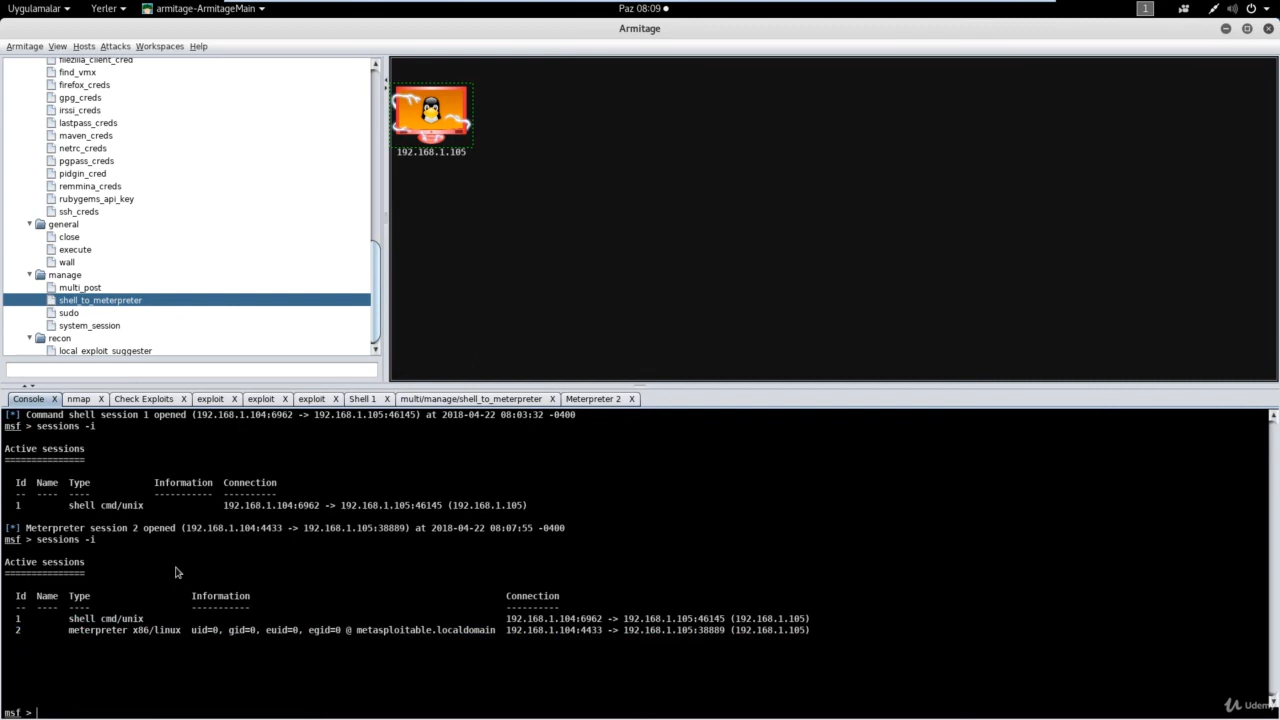 Uygulamalar Yerler armitage-ArmitageMain Paz 08:09 1
Armitage
Armitage View Hosts Attacks Workspaces Help
filezilla_client_cred
find_vmx
firefox_creds
gpg_creds
irssi_creds
lastpass_creds
maven_creds
netrc_creds
pgpass_creds
pidgin_cred
remmina_creds
rubygems_api_key
ssh_creds
general
close
execute
wall
manage
multi_post
shell_to_meterpreter
sudo
system_session
recon
local_exploit_suggester
192.168.1.105
Console X nmap X Check Exploits X exploit X exploit X exploit X Shell 1 X multi/manage/shell_to_meterpreter X Meterpreter 2 X
[*] Command shell session 1 opened (192.168.1.104:6962 -> 192.168.1.105:46145) at 2018-04-22 08:03:32 -0400
msf > sessions -i
Active sessions
===============
Id Name Type Information Connection
-- ---- ---- ----------- ----------
1 shell cmd/unix 192.168.1.104:6962 -> 192.168.1.105:46145 (192.168.1.105)
[*] Meterpreter session 2 opened (192.168.1.104:4433 -> 192.168.1.105:38889) at 2018-04-22 08:07:55 -0400
msf > sessions -i
Active sessions
===============
Id Name Type Information Connection
-- ---- ---- ----------- ----------
1 shell cmd/unix 192.168.1.104:6962 -> 192.168.1.105:46145 (192.168.1.105)
2 meterpreter x86/linux uid=0, gid=0, euid=0, egid=0 @ metasploitable.localdomain 192.168.1.104:4433 -> 192.168.1.105:38889 (192.168.1.105)
msf >
Udemy